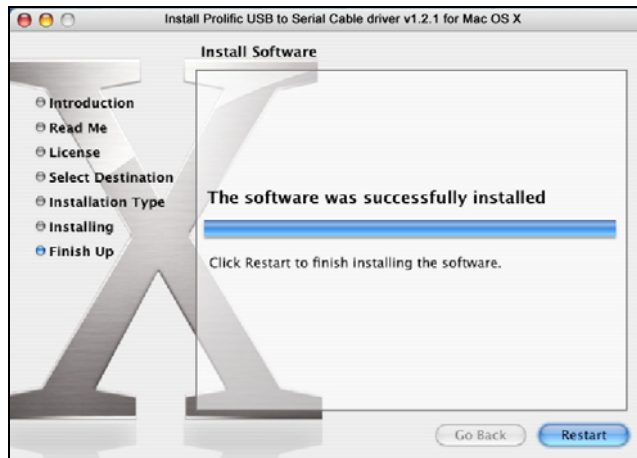 Install Prolific USB to Serial Cable driver v1.2.1 for Mac OS X
Install Software
Introduction
Read Me
License
Select Destination
Installation Type
Installing
Finish Up
The software was successfully installed
Click Restart to finish installing the software.
Go Back
Restart